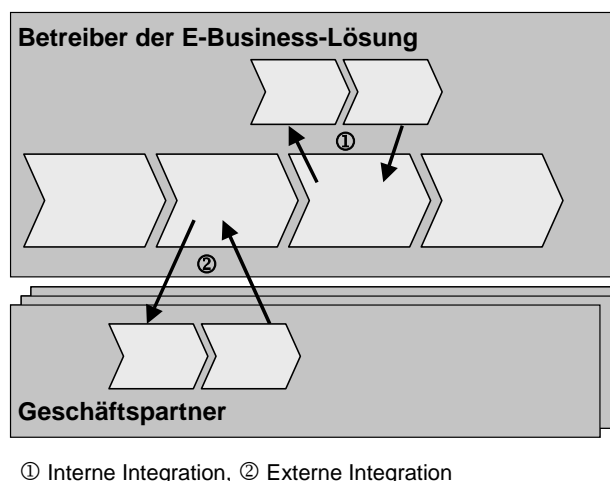 Betreiber der E-Business-Lösung
①
②
Geschäftspartner
① Interne Integration, ② Externe Integration